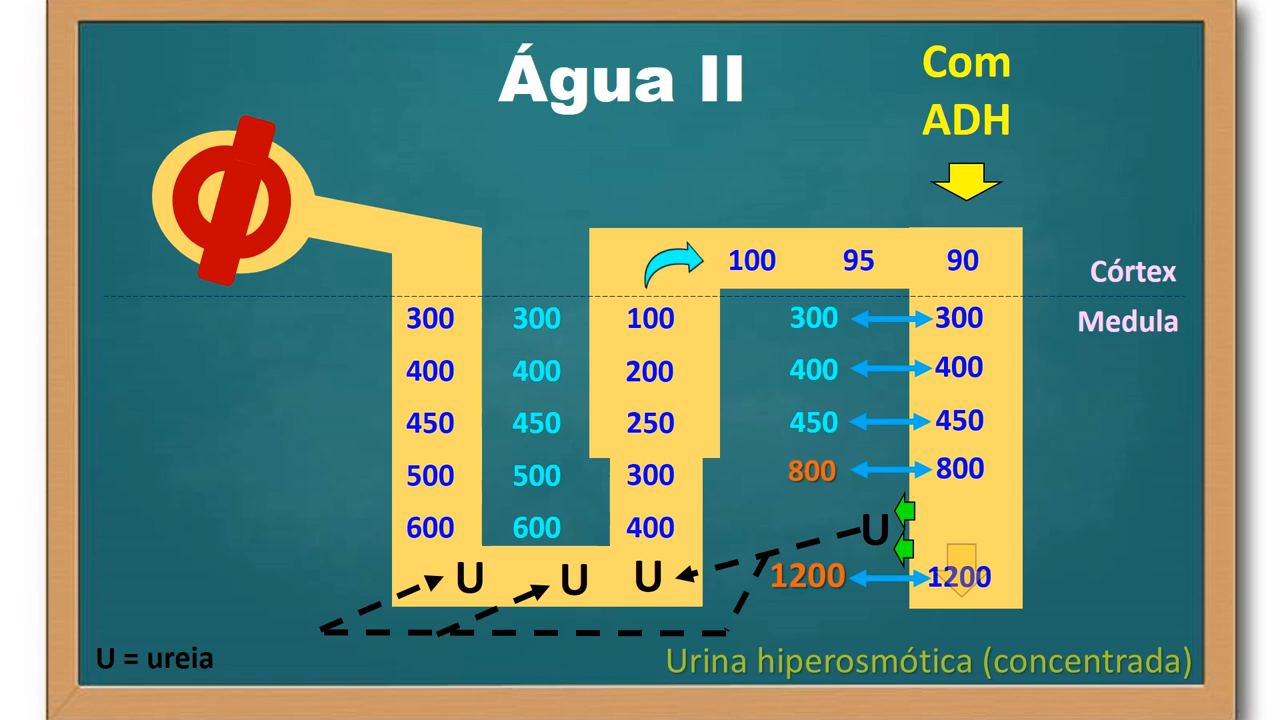 Água II
Com
ADH
100 95 90
Córtex
Medula
300 300 100 300 300
400 400 200 400 400
450 450 250 450 450
500 500 300 800 800
600 600 400
U
U U U
1200 1200
U = ureia
Urina hiperosmótica (concentrada)